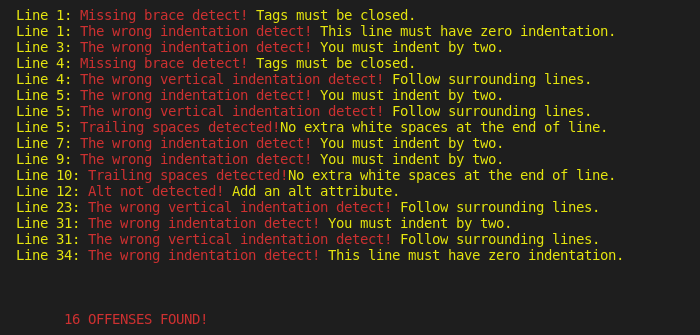 Line 1: Missing brace detect! Tags must be closed.
Line 1: The wrong indentation detect! This line must have zero indentation.
Line 3: The wrong indentation detect! You must indent by two.
Line 4: Missing brace detect! Tags must be closed.
Line 4: The wrong vertical indentation detect! Follow surrounding lines.
Line 5: The wrong indentation detect! You must indent by two.
Line 5: The wrong vertical indentation detect! Follow surrounding lines.
Line 5: Trailing spaces detected!No extra white spaces at the end of line.
Line 7: The wrong indentation detect! You must indent by two.
Line 9: The wrong indentation detect! You must indent by two.
Line 10: Trailing spaces detected!No extra white spaces at the end of line.
Line 12: Alt not detected! Add an alt attribute.
Line 23: The wrong vertical indentation detect! Follow surrounding lines.
Line 31: The wrong indentation detect! You must indent by two.
Line 31: The wrong vertical indentation detect! Follow surrounding lines.
Line 34: The wrong indentation detect! This line must have zero indentation.
16 OFFENSES FOUND!